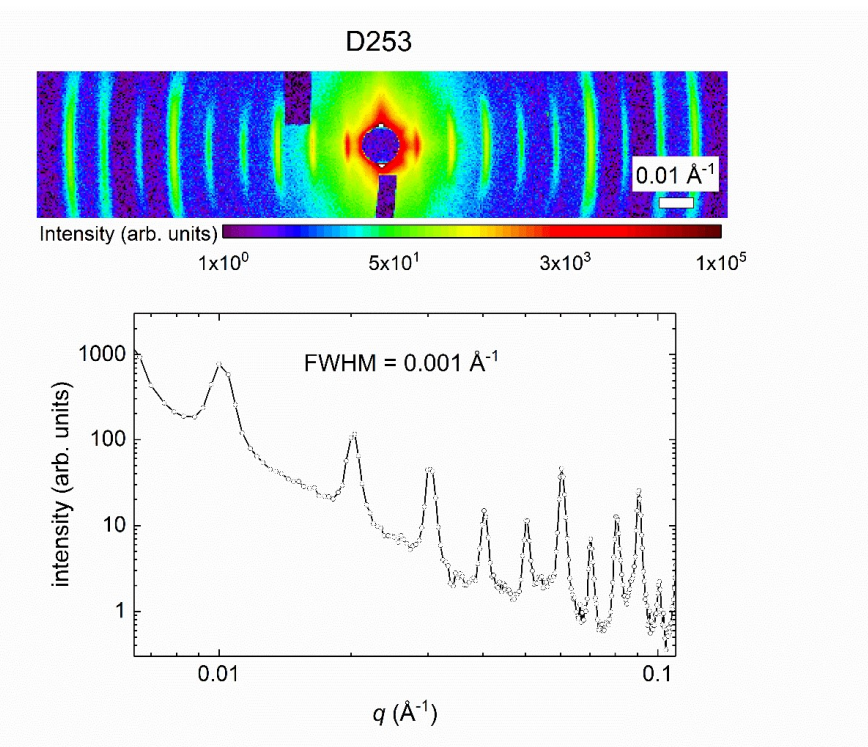 D253
0.01 Å⁻¹
Intensity (arb. units)
1x10⁰ 5x10¹ 3x10³ 1x10⁵
FWHM = 0.001 Å⁻¹
1000
100
10
1
intensity (arb. units)
0.01 0.1
q (Å⁻¹)